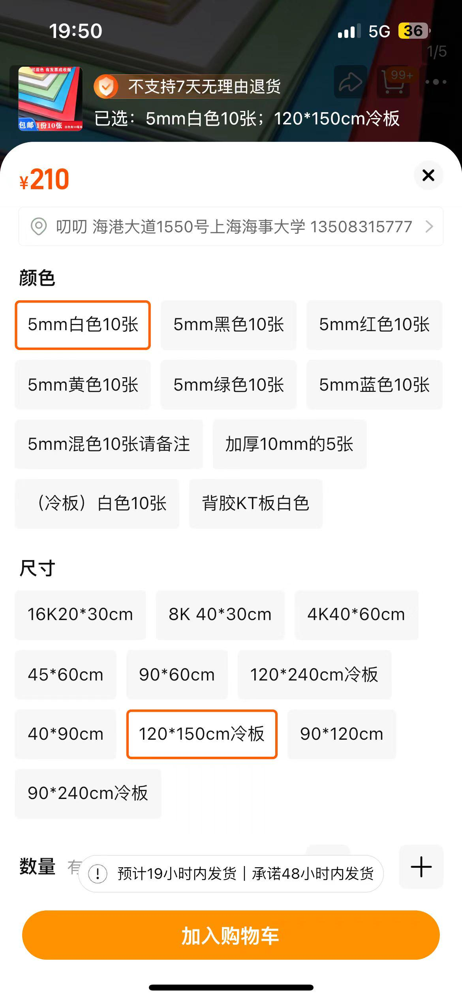 19:50
5G 36
1/5
可混色 有发票或收据
99+
不支持7天无理由退货
已选：5mm白色10张；120*150cm冷板
包邮 1份10张 白色有10毫米
¥210
叨叨 海港大道1550号上海海事大学 13508315777
颜色
5mm白色10张 5mm黑色10张 5mm红色10张
5mm黄色10张 5mm绿色10张 5mm蓝色10张
5mm混色10张请备注 加厚10mm的5张
（冷板）白色10张 背胶KT板白色
尺寸
16K20*30cm 8K 40*30cm 4K40*60cm
45*60cm 90*60cm 120*240cm冷板
40*90cm 120*150cm冷板 90*120cm
90*240cm冷板
数量 有
预计19小时内发货 | 承诺48小时内发货
加入购物车